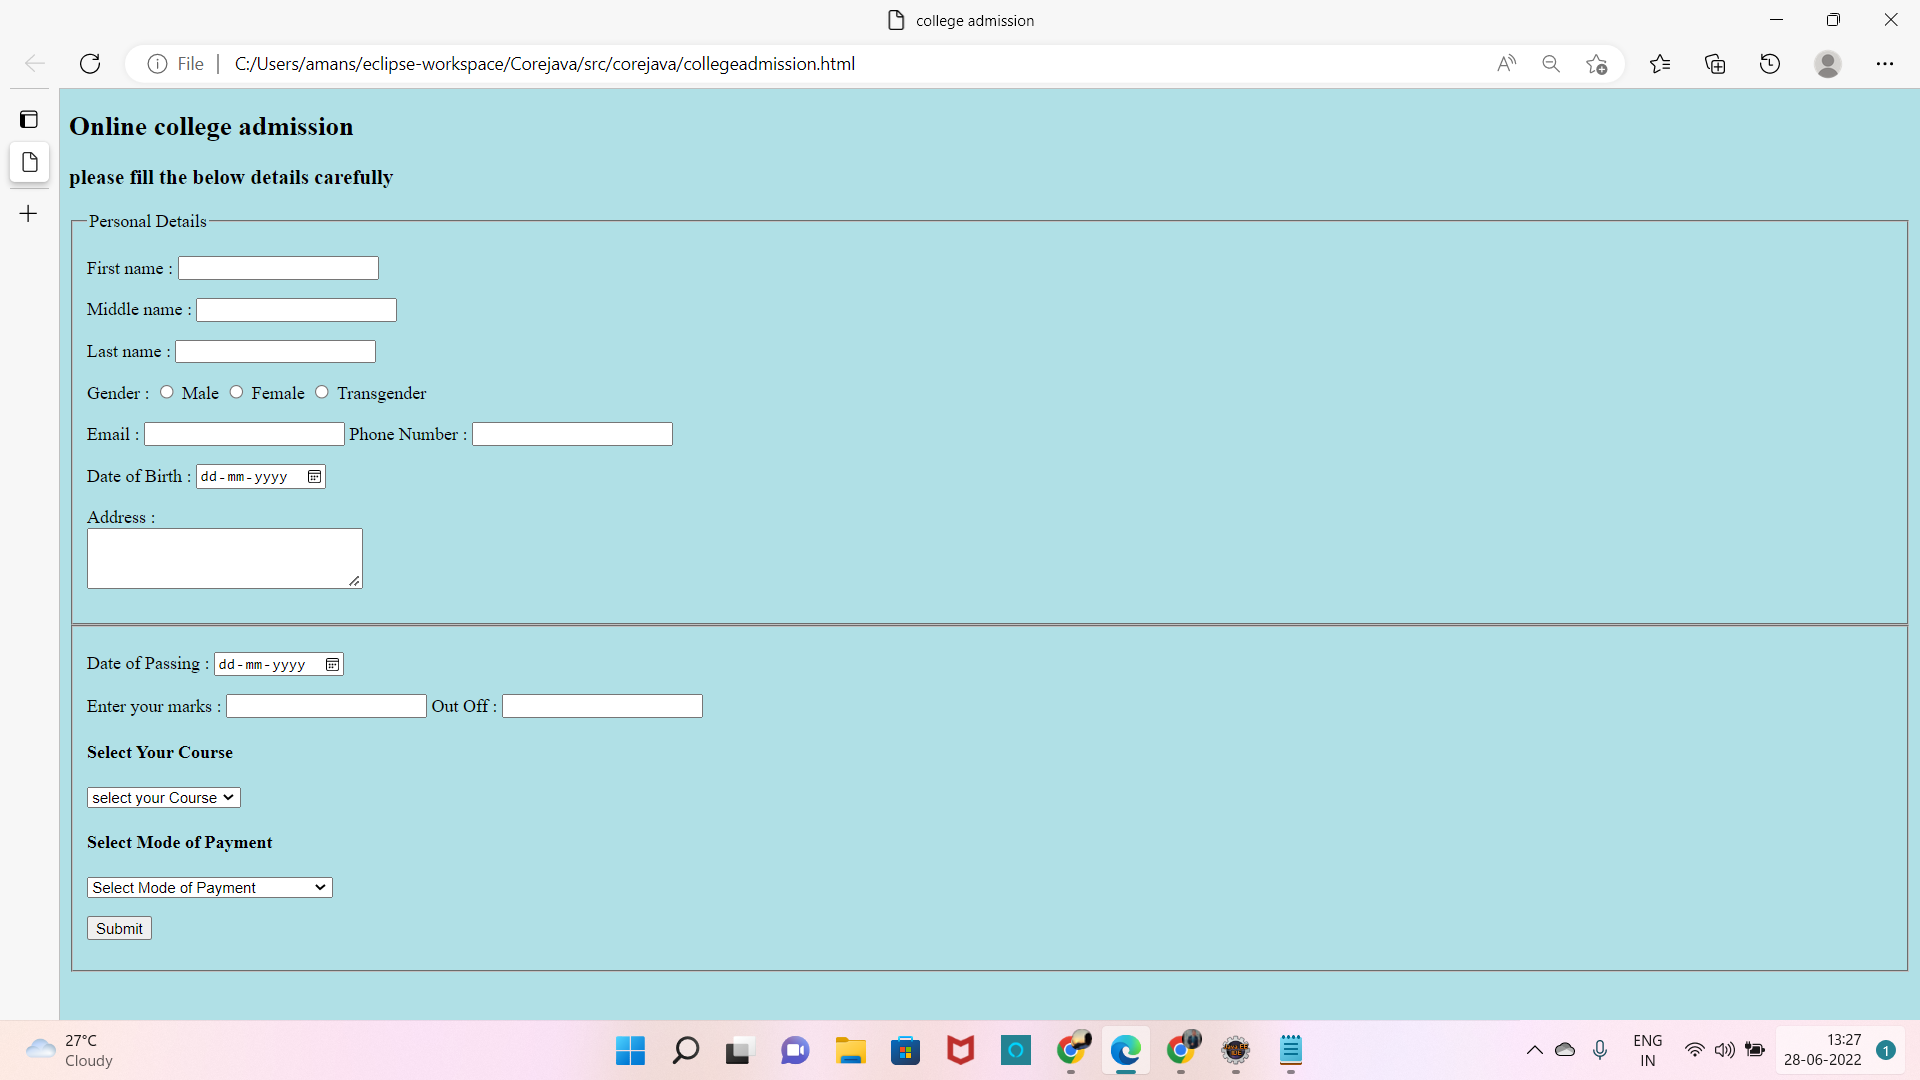 college admission
File
C:/Users/amans/eclipse-workspace/Corejava/src/corejava/collegeadmission.html
Online college admission
please fill the below details carefully
Personal Details
First name :
Middle name :
Last name :
Gender : Male Female Transgender
Email : Phone Number :
Date of Birth : dd-mm-yyyy
Address :
Date of Passing : dd-mm-yyyy
Enter your marks : Out Off :
Select Your Course
select your Course
Select Mode of Payment
Select Mode of Payment
Submit
27°C
Cloudy
ENG
IN
13:27
28-06-2022
1